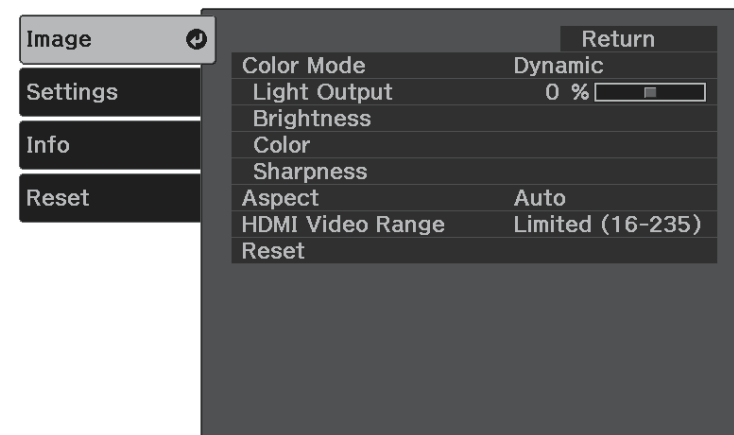 Image
Settings
Info
Reset
Return
Color Mode Dynamic
Light Output 0 %
Brightness
Color
Sharpness
Aspect Auto
HDMI Video Range Limited (16-235)
Reset